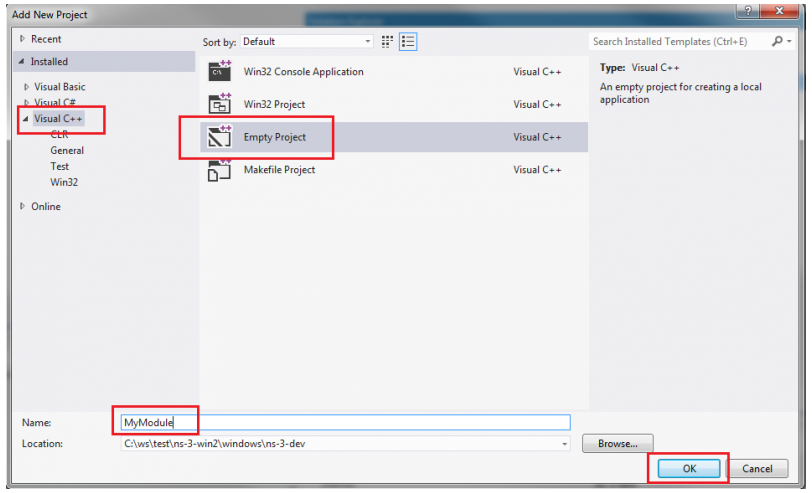 Add New Project
Recent
Sort by: Default
Search Installed Templates (Ctrl+E)
Installed
Visual Basic
Visual C#
Visual C++
CLR
General
Test
Win32
Online
Win32 Console Application Visual C++
Win32 Project Visual C++
Empty Project Visual C++
Makefile Project Visual C++
Type: Visual C++
An empty project for creating a local
application
Name: MyModule
Location: C:\ws\test\ns-3-win2\windows\ns-3-dev
Browse...
OK Cancel